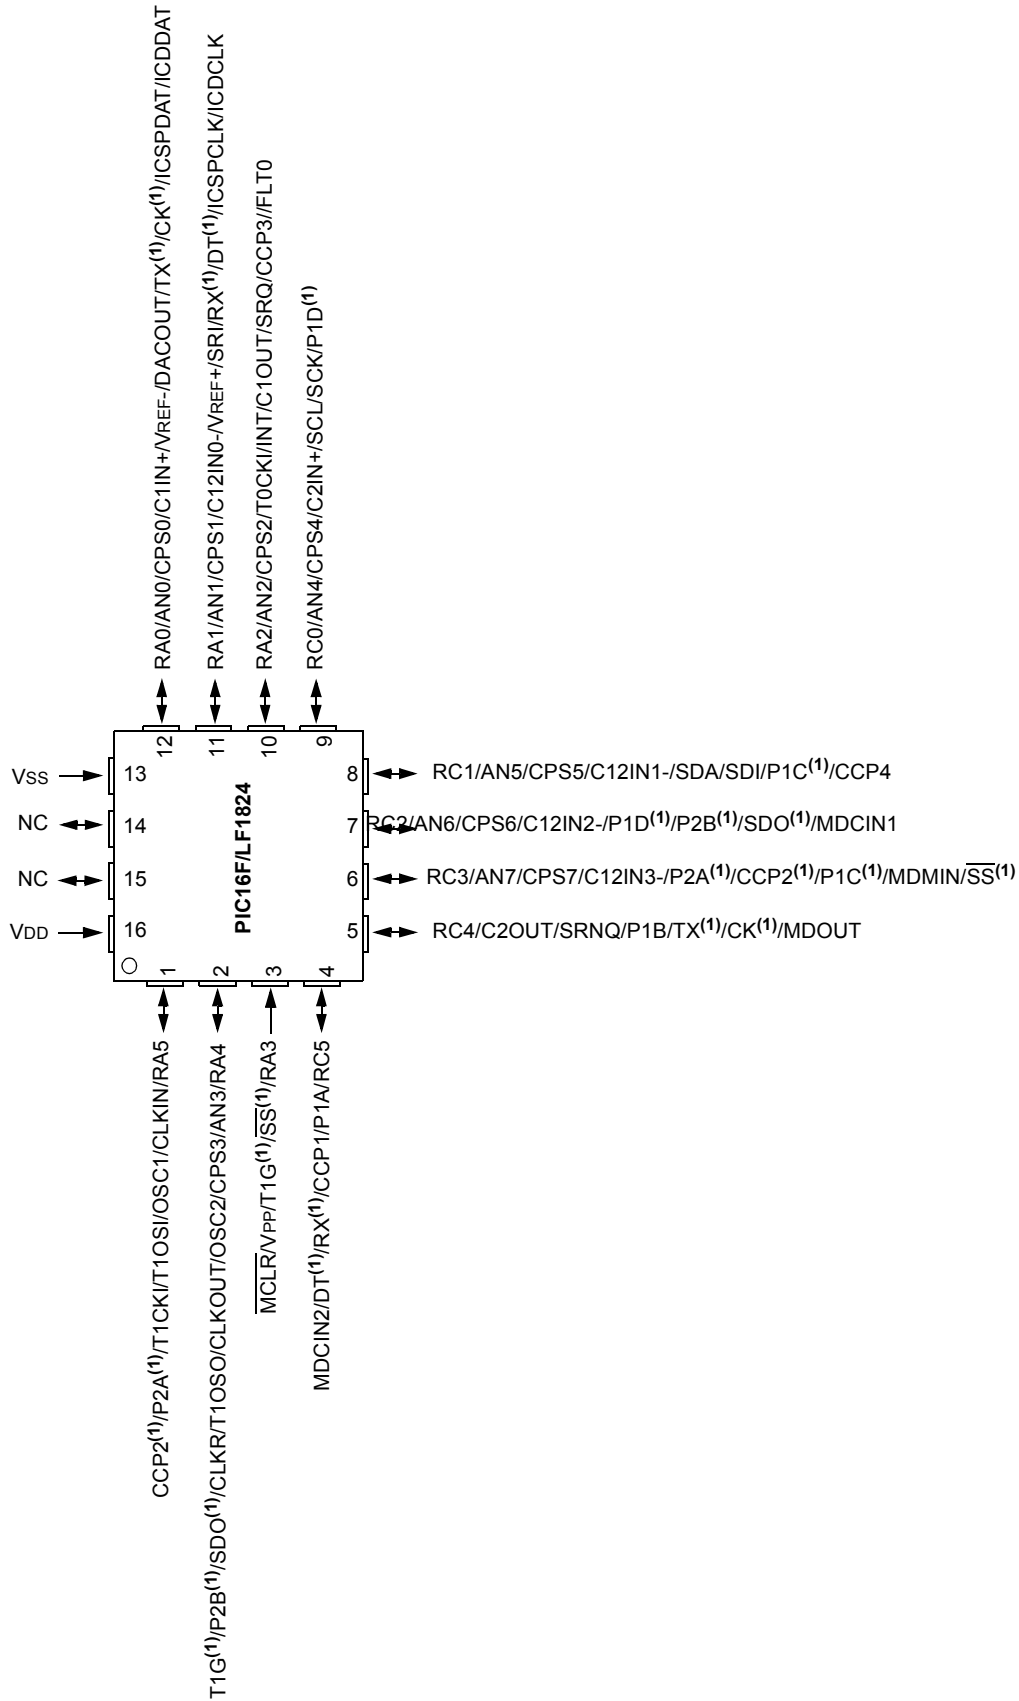 RA0/AN0/CPS0/C1IN+/VREF-/DACOUT/TX(1)/CK(1)/ICSPDAT/ICDDAT
RA1/AN1/CPS1/C12IN0-/VREF+/SRI/RX(1)/DT(1)/ICSPCLK/ICDCLK
RA2/AN2/CPS2/T0CKI/INT/C1OUT/SRQ/CCP3//FLT0
RC0/AN4/CPS4/C2IN+/SCL/SCK/P1D(1)
12
11
10
9
VSS 13
NC 14
NC 15
VDD 16
PIC16F/LF1824
8 RC1/AN5/CPS5/C12IN1-/SDA/SDI/P1C(1)/CCP4
7 RC2/AN6/CPS6/C12IN2-/P1D(1)/P2B(1)/SDO(1)/MDCIN1
6 RC3/AN7/CPS7/C12IN3-/P2A(1)/CCP2(1)/P1C(1)/MDMIN/SS(1)
5 RC4/C2OUT/SRNQ/P1B/TX(1)/CK(1)/MDOUT
1
2
3
4
CCP2(1)/P2A(1)/T1CKI/T1OSI/OSC1/CLKIN/RA5
T1G(1)/P2B(1)/SDO(1)/CLKR/T1OSO/CLKOUT/OSC2/CPS3/AN3/RA4
MCLR/VPP/T1G(1)/SS(1)/RA3
MDCIN2/DT(1)/RX(1)/CCP1/P1A/RC5